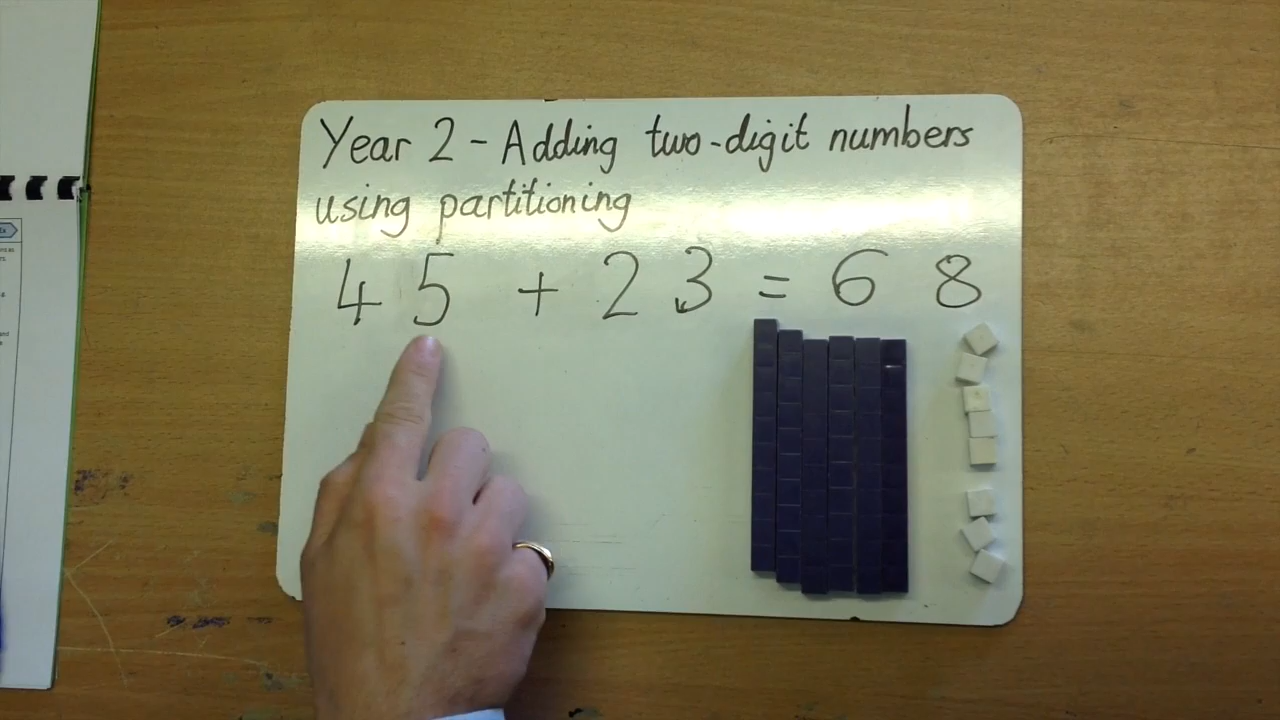 Year 2 - Adding two-digit numbers
using partitioning
45 + 23 = 68